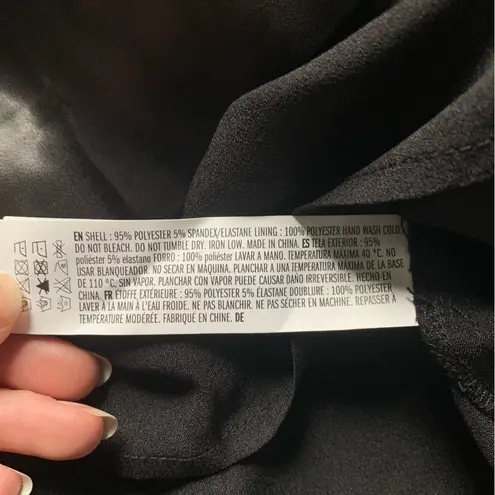 EN SHELL : 95% POLYESTER 5% SPANDEX/ELASTANE LINING : 100% POLYESTER HAND WASH COLD
DO NOT BLEACH. DO NOT TUMBLE DRY. IRON LOW. MADE IN CHINA. ES TELA EXTERIOR : 95%
poliéster 5% elastano FORRO : 100% poliéster LAVAR A MANO. TEMPERATURA MÁXIMA 40 °C. NO
USAR BLANQUEADOR. NO SECAR EN MÁQUINA. PLANCHAR A UNA TEMPERATURA MÁXIMA DE LA BASE
DE 110 °C, SIN VAPOR. PLANCHAR CON VAPOR PUEDE CAUSAR DAÑO IRREVERSIBLE. HECHO EN
CHINA. FR ÉTOFFE EXTÉRIEURE : 95% POLYESTER 5% ÉLASTANE DOUBLURE : 100% POLYESTER
LAVER À LA MAIN À L'EAU FROIDE. NE PAS BLANCHIR. NE PAS SÉCHER EN MACHINE. REPASSER À
TEMPÉRATURE MODÉRÉE. FABRIQUÉ EN CHINE. DE